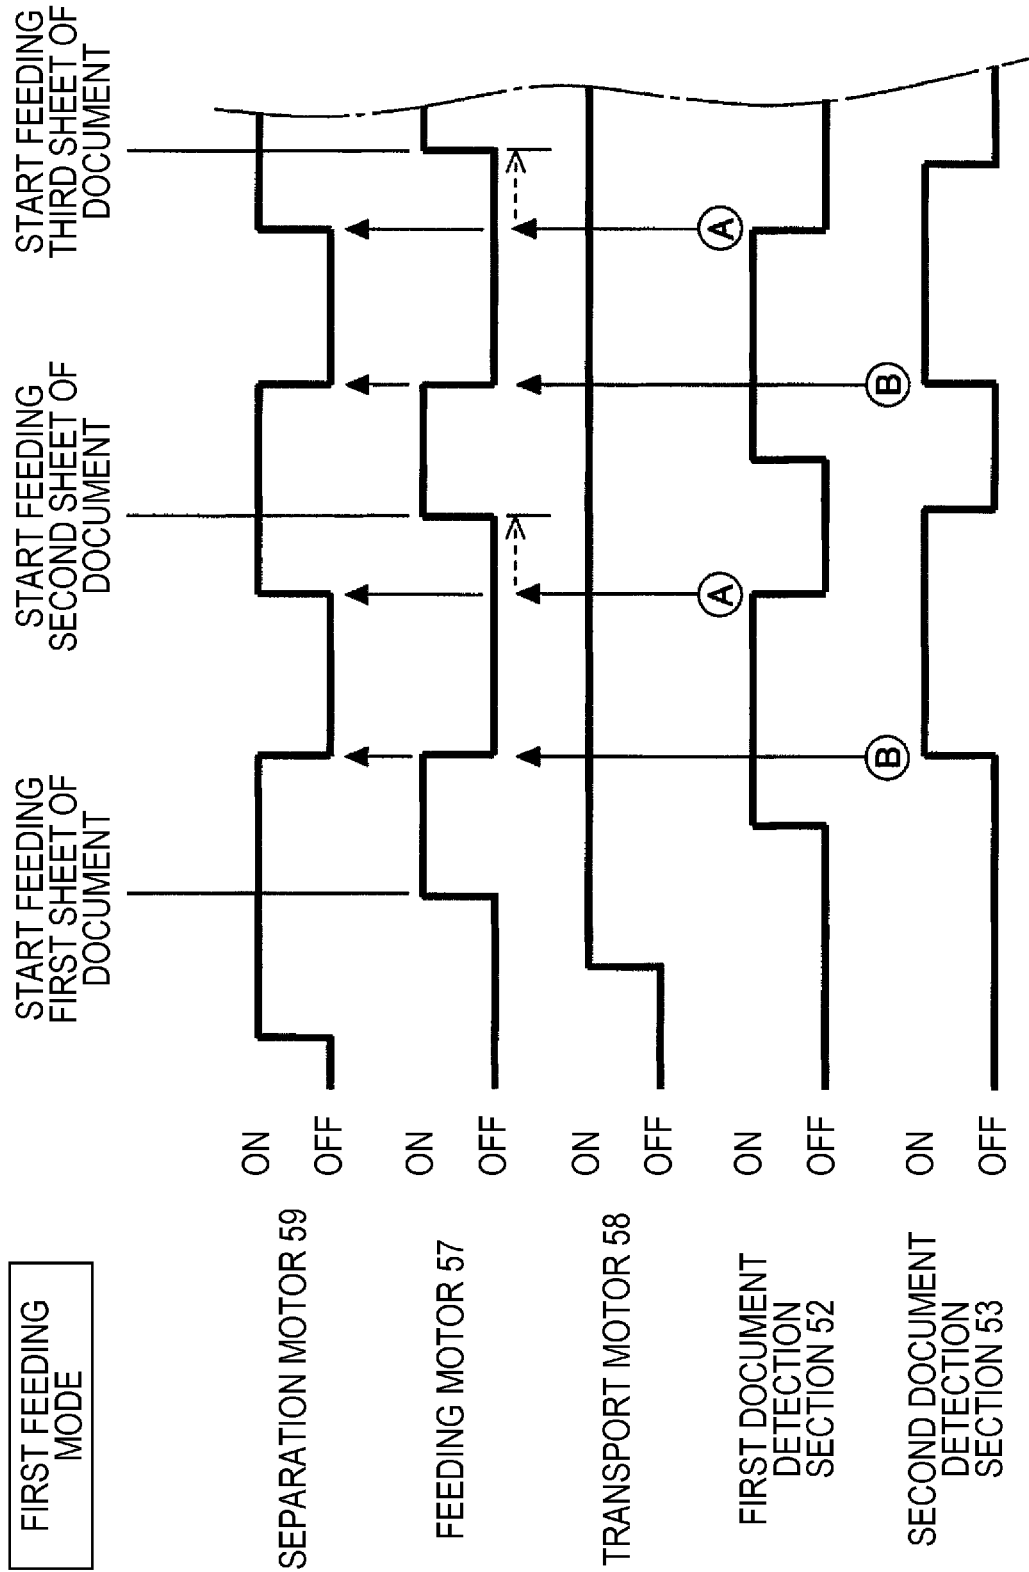 FIRST FEEDING
MODE
START FEEDING
FIRST SHEET OF
DOCUMENT
START FEEDING
SECOND SHEET OF
DOCUMENT
START FEEDING
THIRD SHEET OF
DOCUMENT
SEPARATION MOTOR 59
ON
OFF
FEEDING MOTOR 57
ON
OFF
TRANSPORT MOTOR 58
ON
OFF
FIRST DOCUMENT
DETECTION
SECTION 52
ON
OFF
A
A
SECOND DOCUMENT
DETECTION
SECTION 53
ON
OFF
B
B